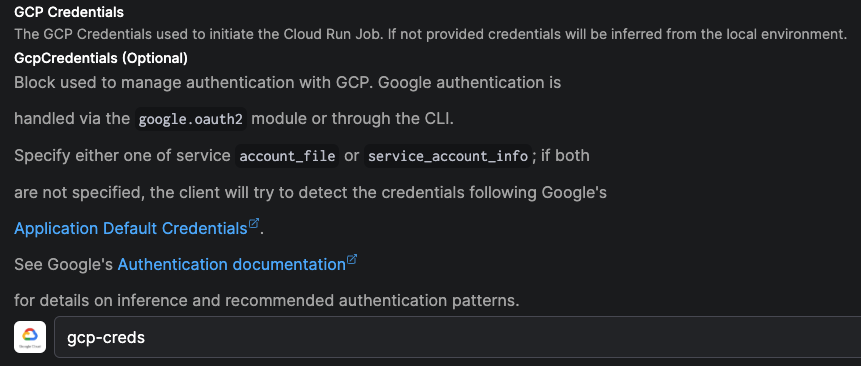 GCP Credentials
The GCP Credentials used to initiate the Cloud Run Job. If not provided credentials will be inferred from the local environment.
GcpCredentials (Optional)
Block used to manage authentication with GCP. Google authentication is
handled via the google.oauth2 module or through the CLI.
Specify either one of service account_file or service_account_info; if both
are not specified, the client will try to detect the credentials following Google's
Application Default Credentials.
See Google's Authentication documentation
for details on inference and recommended authentication patterns.
Google Cloud
gcp-creds